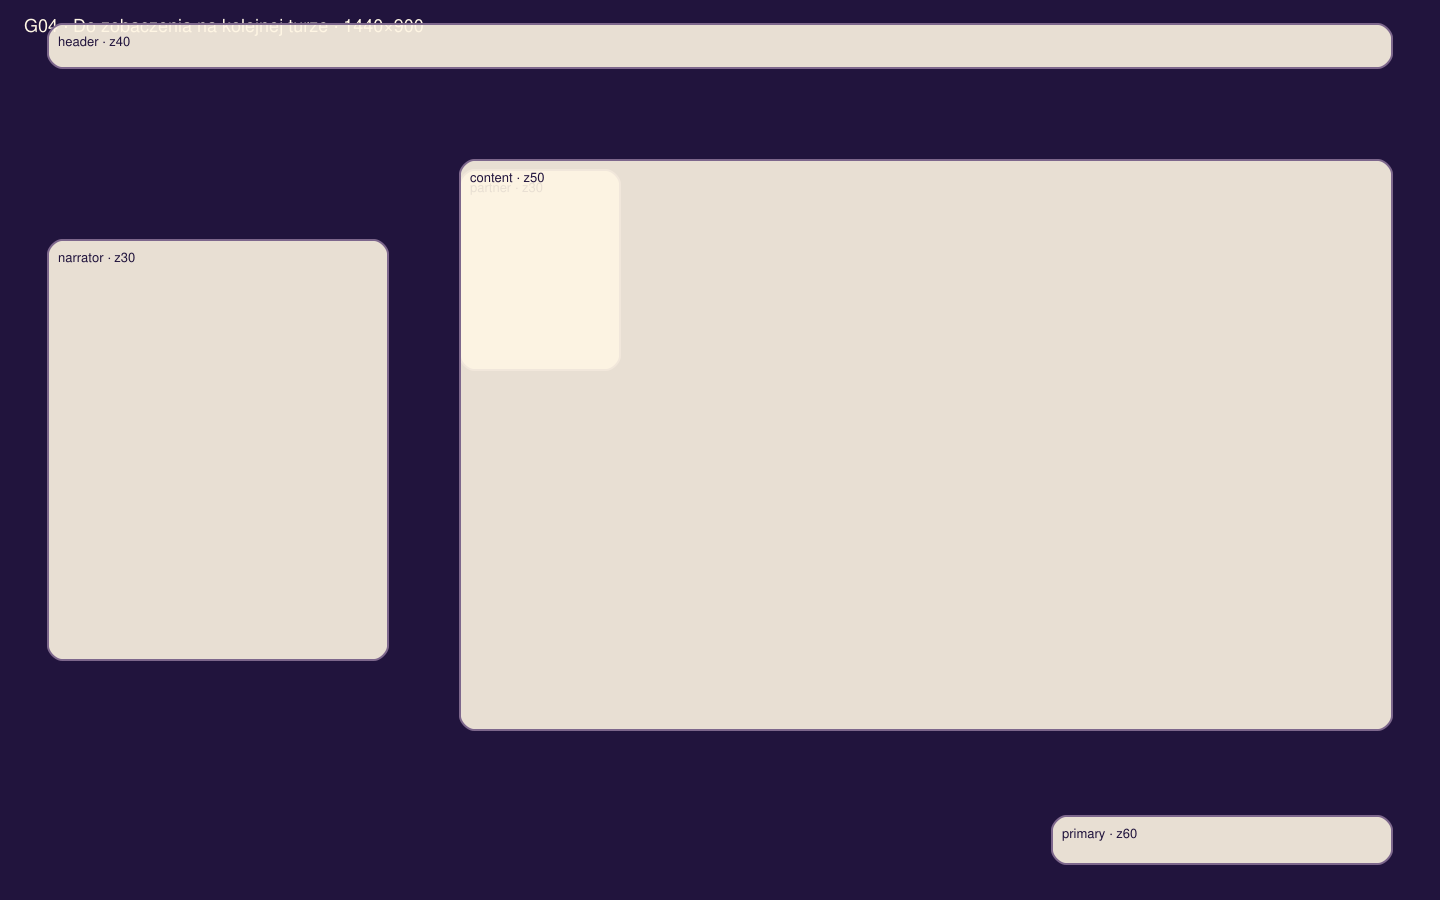 G04 · Do zobaczenia na kolejnej turze · 1440×900
header · z40
content · z50
partner · z30
narrator · z30
primary · z60